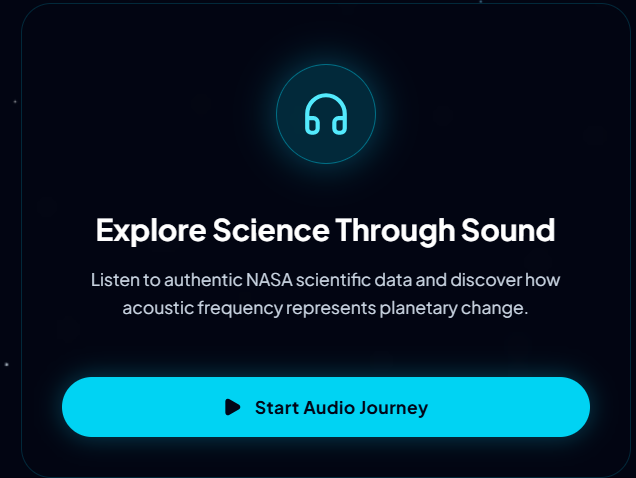 Explore Science Through Sound
Listen to authentic NASA scientific data and discover how
acoustic frequency represents planetary change.
Start Audio Journey